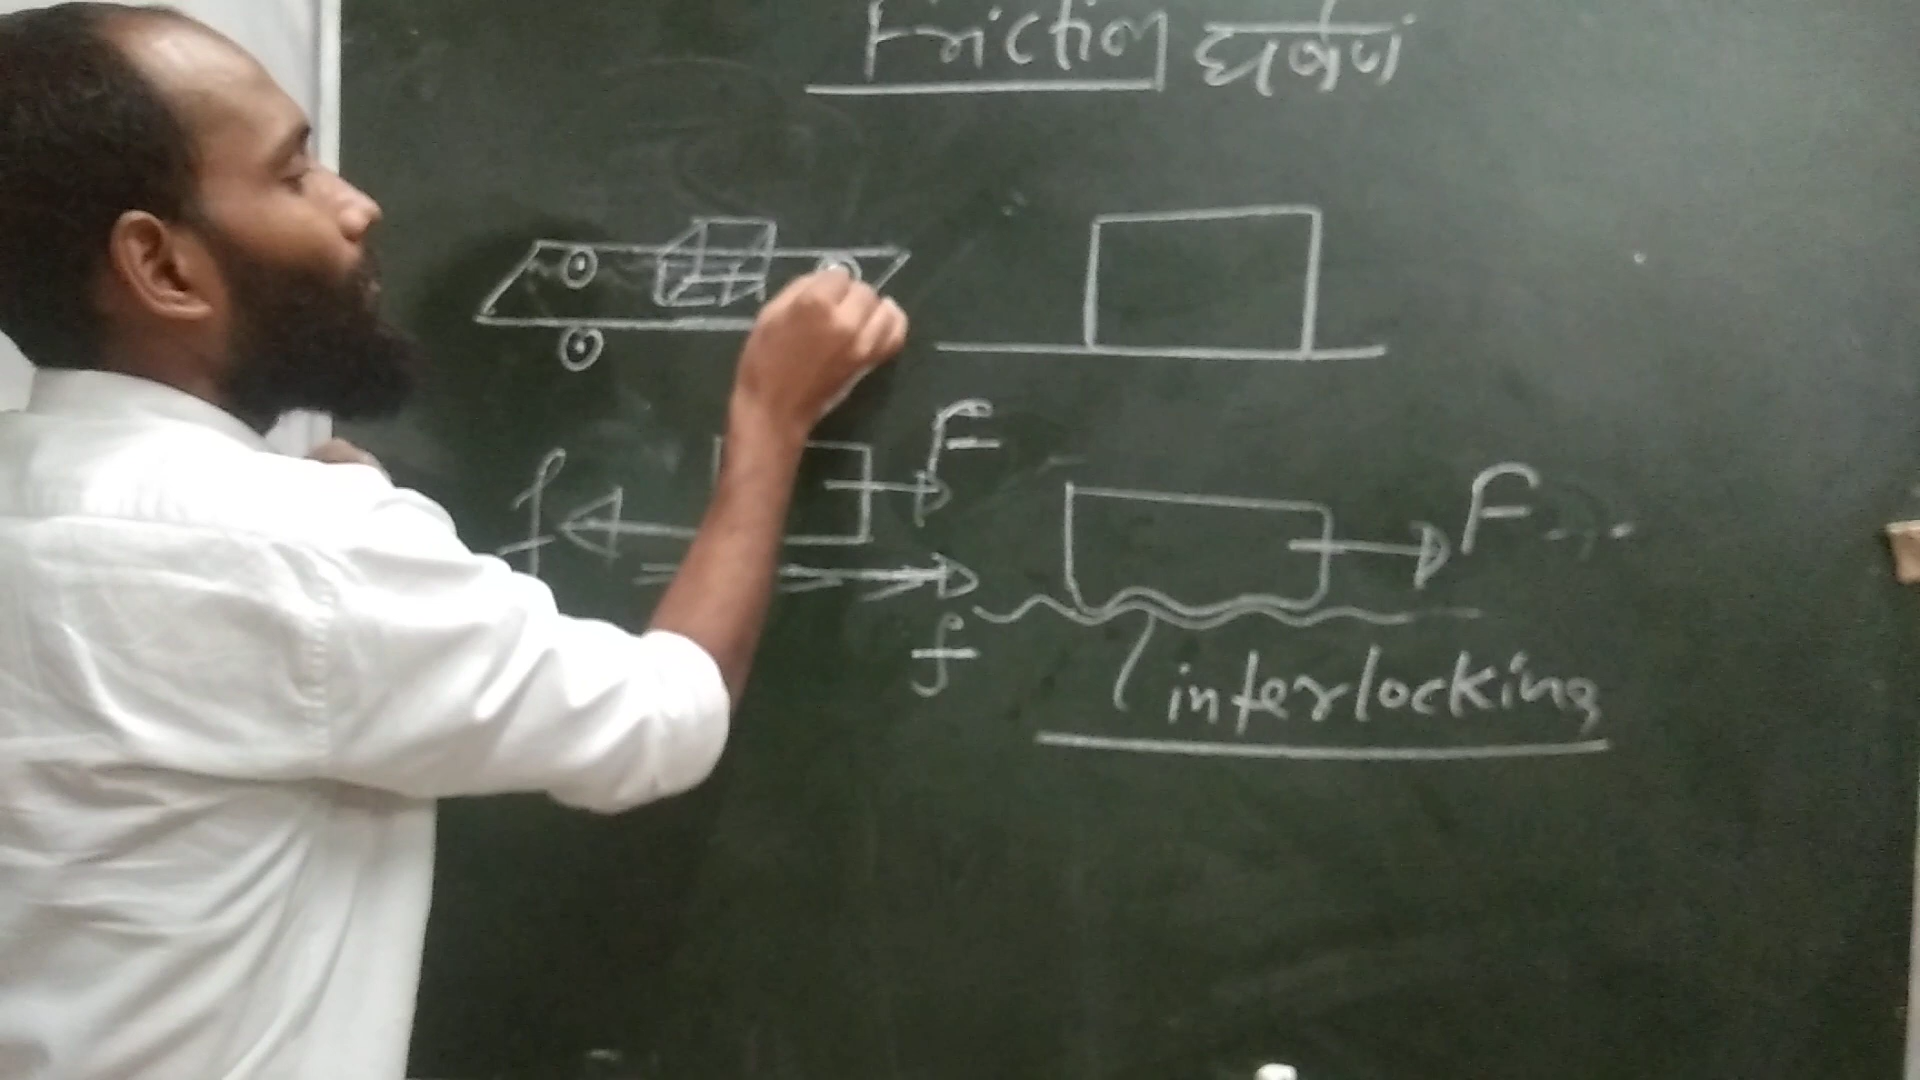 Friction घर्षण
F
f
F
f
interlocking